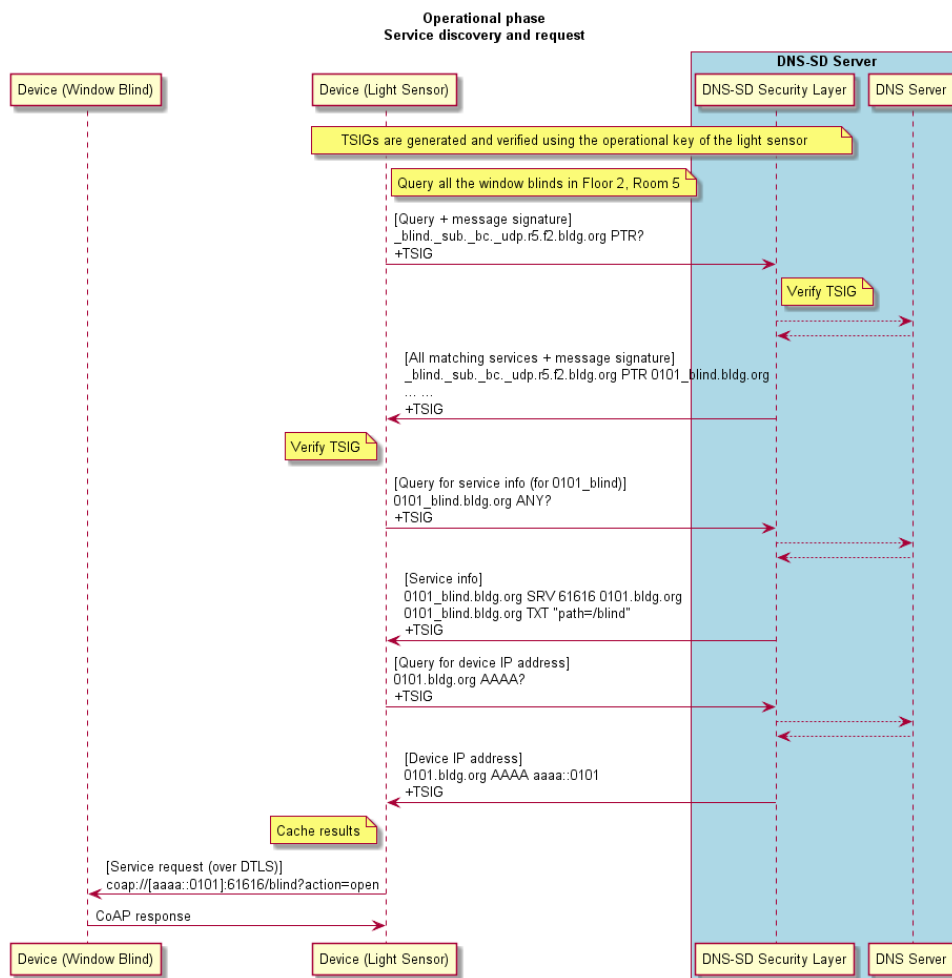 Operational phase
Service discovery and request
DNS-SD Server
Device (Window Blind)
Device (Light Sensor)
DNS-SD Security Layer
DNS Server
TSIGs are generated and verified using the operational key of the light sensor
Query all the window blinds in Floor 2, Room 5
[Query + message signature]
_blind._sub._bc._udp.r5.f2.bldg.org PTR?
+TSIG
Verify TSIG
[All matching services + message signature]
_blind._sub._bc._udp.r5.f2.bldg.org PTR 0101_blind.bldg.org
... ...
+TSIG
Verify TSIG
[Query for service info (for 0101_blind)]
0101_blind.bldg.org ANY?
+TSIG
[Service info]
0101_blind.bldg.org SRV 61616 0101.bldg.org
0101_blind.bldg.org TXT "path=/blind"
+TSIG
[Query for device IP address]
0101.bldg.org AAAA?
+TSIG
[Device IP address]
0101.bldg.org AAAA aaaa::0101
+TSIG
Cache results
[Service request (over DTLS)]
coap://[aaaa::0101]:61616/blind?action=open
CoAP response
Device (Window Blind)
Device (Light Sensor)
DNS-SD Security Layer
DNS Server